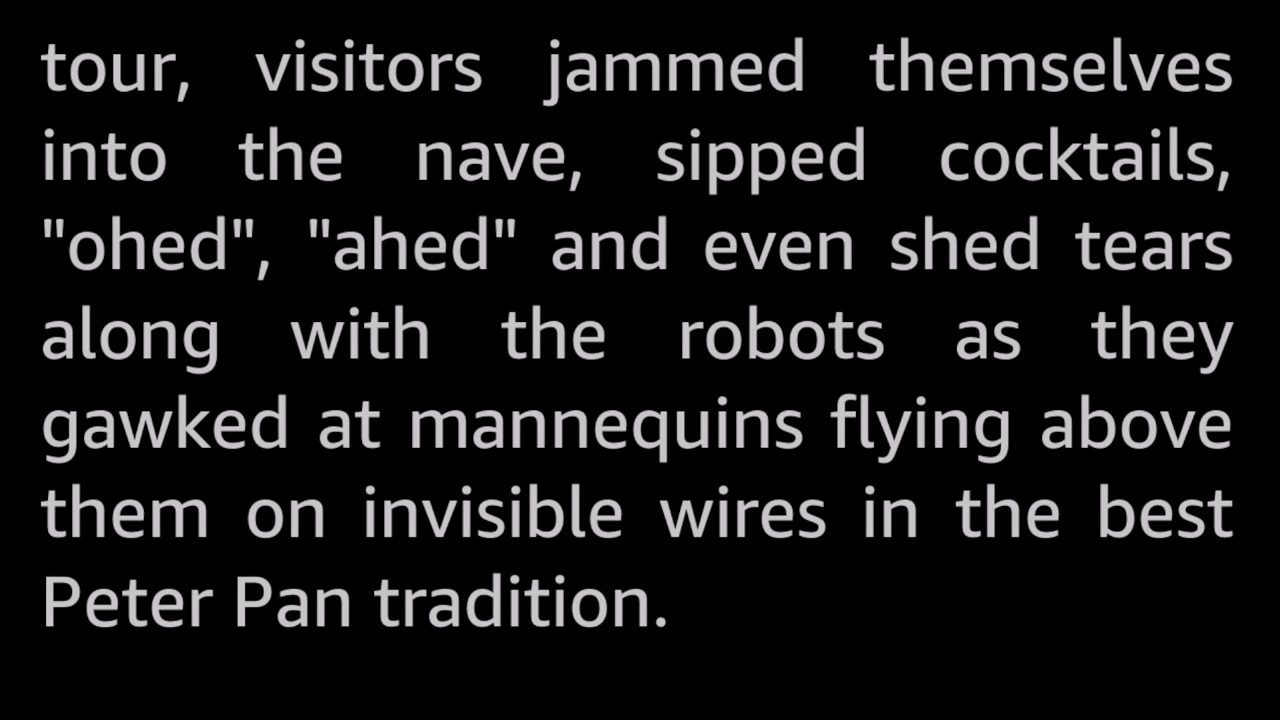 tour, visitors jammed themselves
into the nave, sipped cocktails,
"ohed", "ahed" and even shed tears
along with the robots as they
gawked at mannequins flying above
them on invisible wires in the best
Peter Pan tradition.